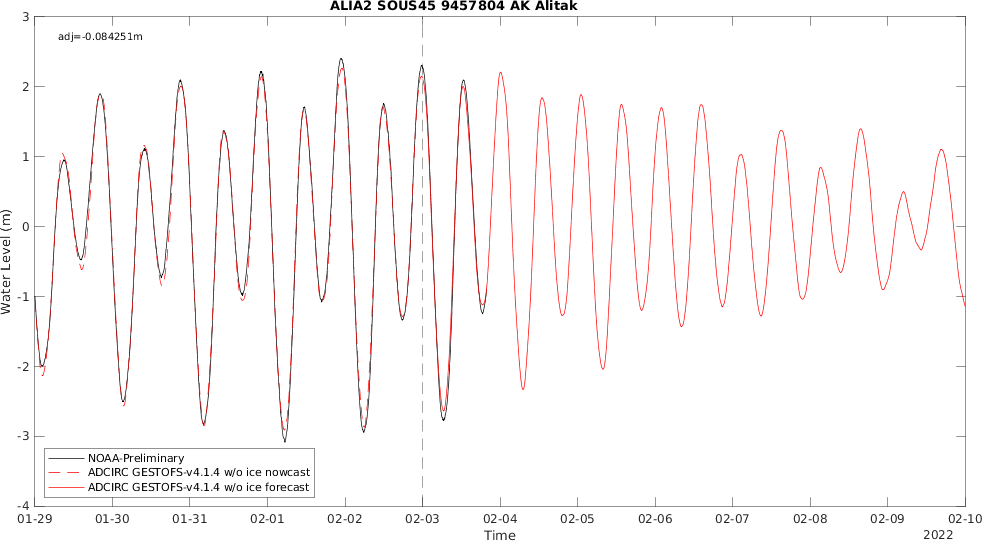 ALIA2 SOUS45 9457804 AK Alitak
adj=-0.084251m
3
2
1
0
-1
-2
-3
-4
Water Level (m)
NOAA-Preliminary
ADCIRC GESTOFS-v4.1.4 w/o ice nowcast
ADCIRC GESTOFS-v4.1.4 w/o ice forecast
01-29 01-30 01-31 02-01 02-02 02-03 02-04 02-05 02-06 02-07 02-08 02-09 02-10
Time
2022